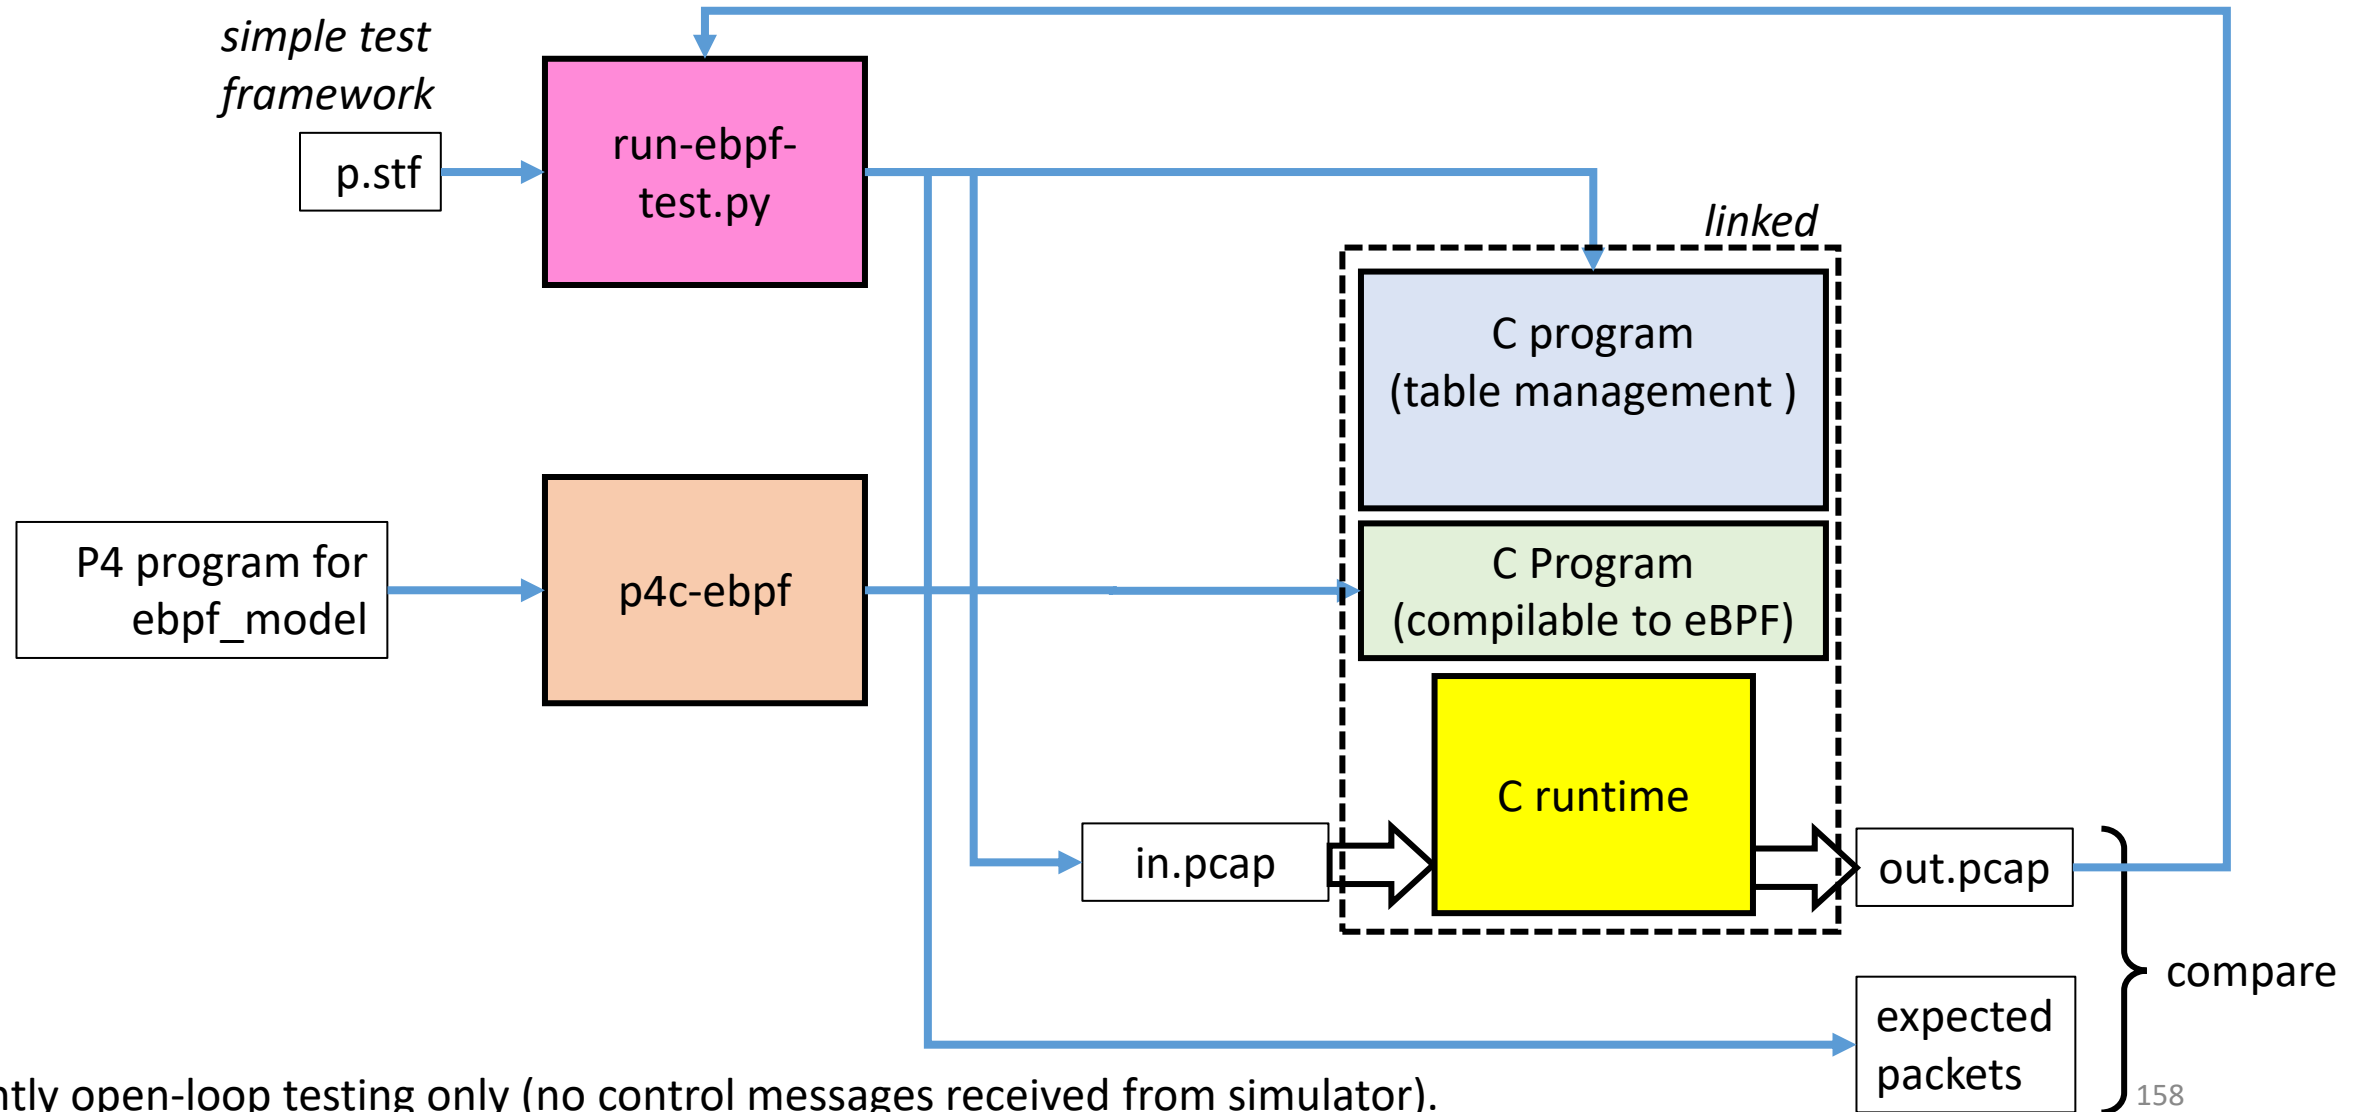 simple test
framework
p.stf
run-ebpf-
test.py
linked
C program
(table management )
P4 program for
ebpf_model
p4c-ebpf
C Program
(compilable to eBPF)
C runtime
in.pcap
out.pcap
compare
expected
packets
open-loop testing only (no control messages received from simulator).
158